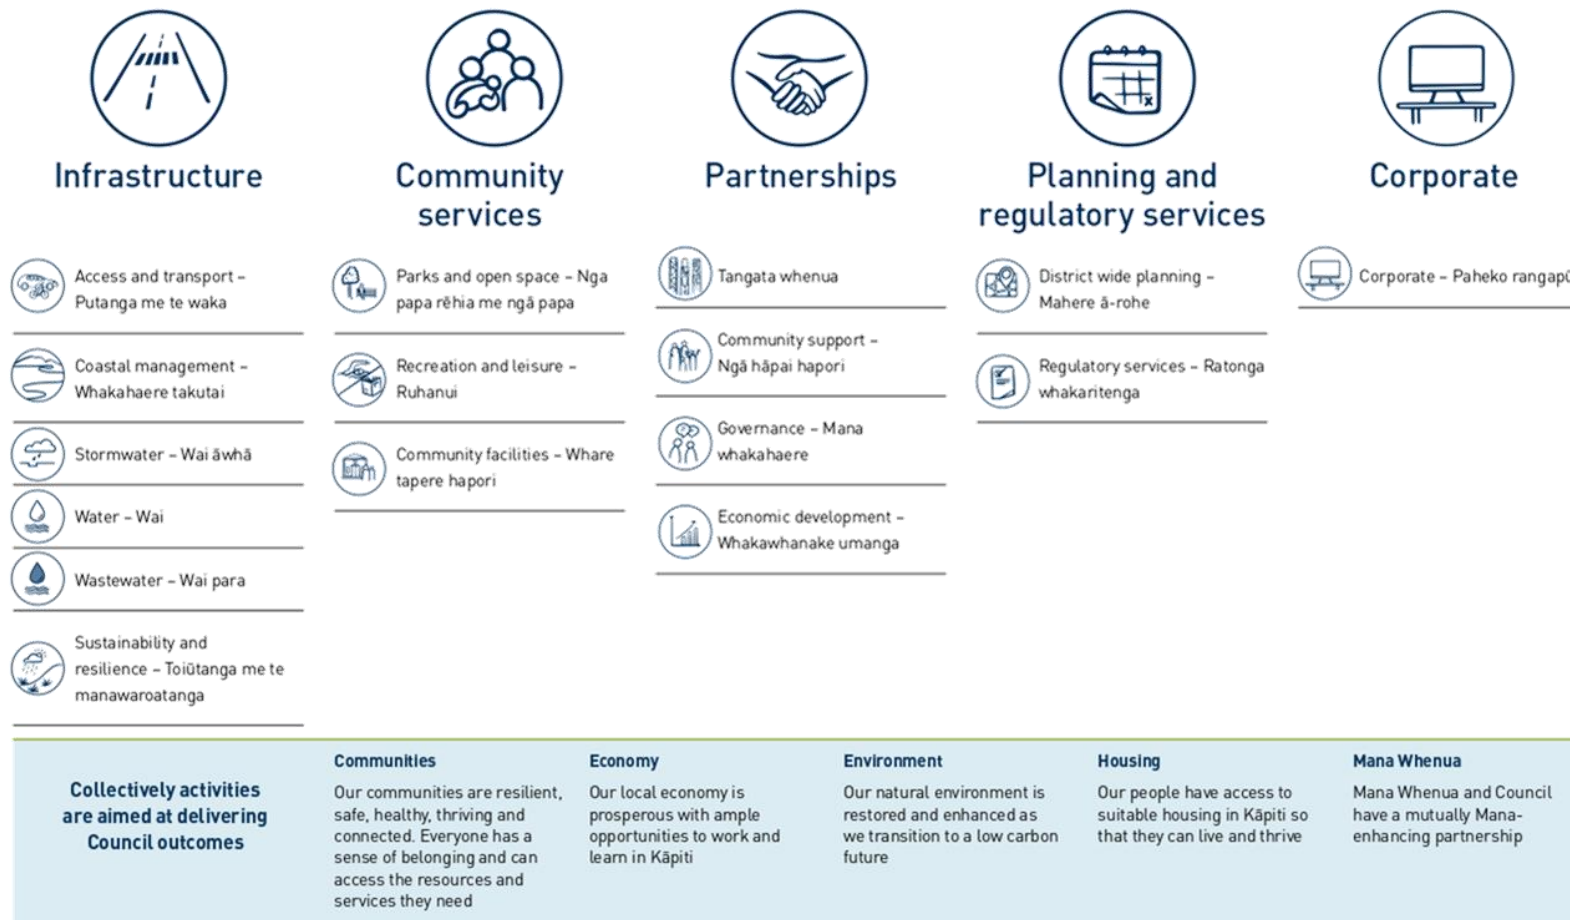 Infrastructure
Access and transport –
Putanga me te waka
Coastal management –
Whakahaere takutai
Stormwater – Wai āwhā
Water – Wai
Wastewater – Wai para
Sustainability and
resilience – Toiūtanga me te
manawaroatanga
Community
services
Parks and open space – Nga
papa rēhia me ngā papa
Recreation and leisure –
Ruhanui
Community facilities – Whare
tapere hapori
Partnerships
Tangata whenua
Community support –
Ngā hāpai hapori
Governance – Mana
whakahaere
Economic development –
Whakawhanake umanga
Planning and
regulatory services
District wide planning –
Mahere ā-rohe
Regulatory services – Ratonga
whakaritenga
Corporate
Corporate – Paheko rangapū
Collectively activities
are aimed at delivering
Council outcomes
Communities
Our communities are resilient,
safe, healthy, thriving and
connected. Everyone has a
sense of belonging and can
access the resources and
services they need
Economy
Our local economy is
prosperous with ample
opportunities to work and
learn in Kāpiti
Environment
Our natural environment is
restored and enhanced as
we transition to a low carbon
future
Housing
Our people have access to
suitable housing in Kāpiti so
that they can live and thrive
Mana Whenua
Mana Whenua and Council
have a mutually Mana-
enhancing partnership